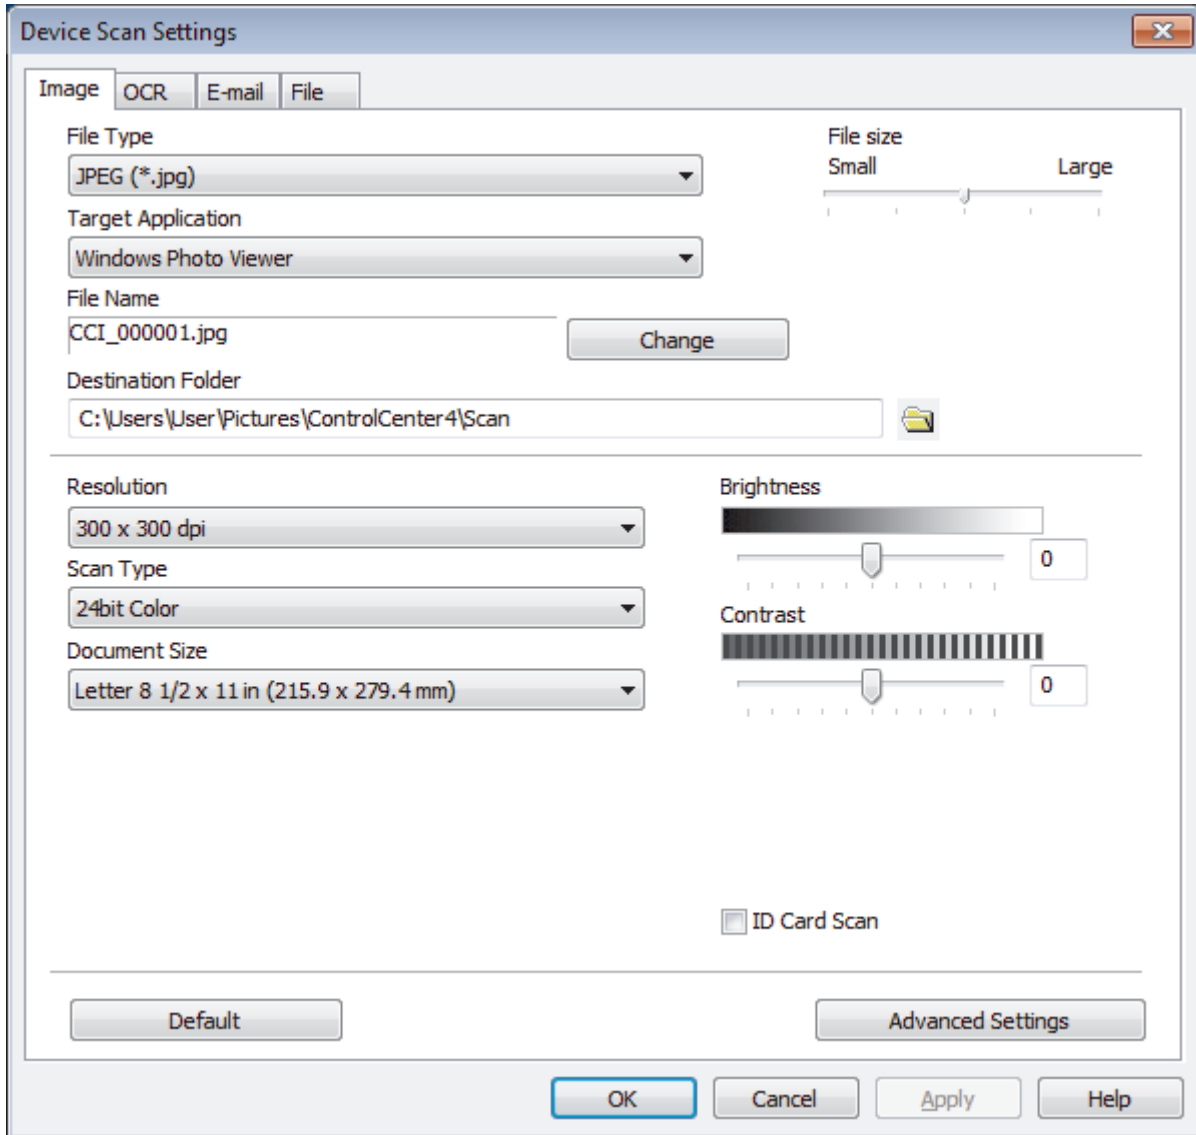 Device Scan Settings
Image OCR E-mail File
File Type
JPEG (*.jpg)
File size
Small Large
Target Application
Windows Photo Viewer
File Name
CCI_000001.jpg
Change
Destination Folder
C:\Users\User\Pictures\ControlCenter4\Scan
Resolution
300 x 300 dpi
Scan Type
24bit Color
Document Size
Letter 8 1/2 x 11 in (215.9 x 279.4 mm)
Brightness
0
Contrast
0
ID Card Scan
Default
Advanced Settings
OK Cancel Apply Help